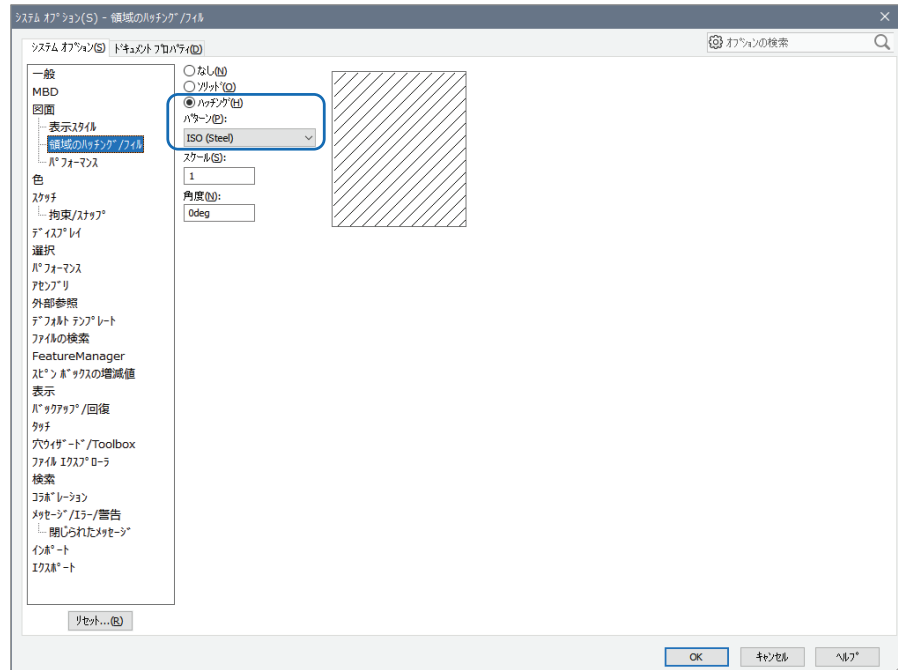 システム オプション(S) - 領域のハッチング/フィル
システム オプション(S) ドキュメント プロパティ(D)
オプションの検索
一般
MBD
図面
表示スタイル
領域のハッチング/フィル
パフォーマンス
色
スケッチ
拘束/スナップ
ディスプレイ
選択
パフォーマンス
アセンブリ
外部参照
デフォルト テンプレート
ファイルの検索
FeatureManager
スピン ボックスの増減値
表示
バックアップ/回復
タッチ
穴ウィザード/Toolbox
ファイル エクスプローラ
検索
コラボレーション
メッセージ/エラー/警告
閉じられたメッセージ
インポート
エクスポート
リセット...(R)
なし(N)
ソリッド(O)
ハッチング(H)
パターン(P):
ISO (Steel)
スケール(S):
1
角度(N):
0deg
OK キャンセル ヘルプ